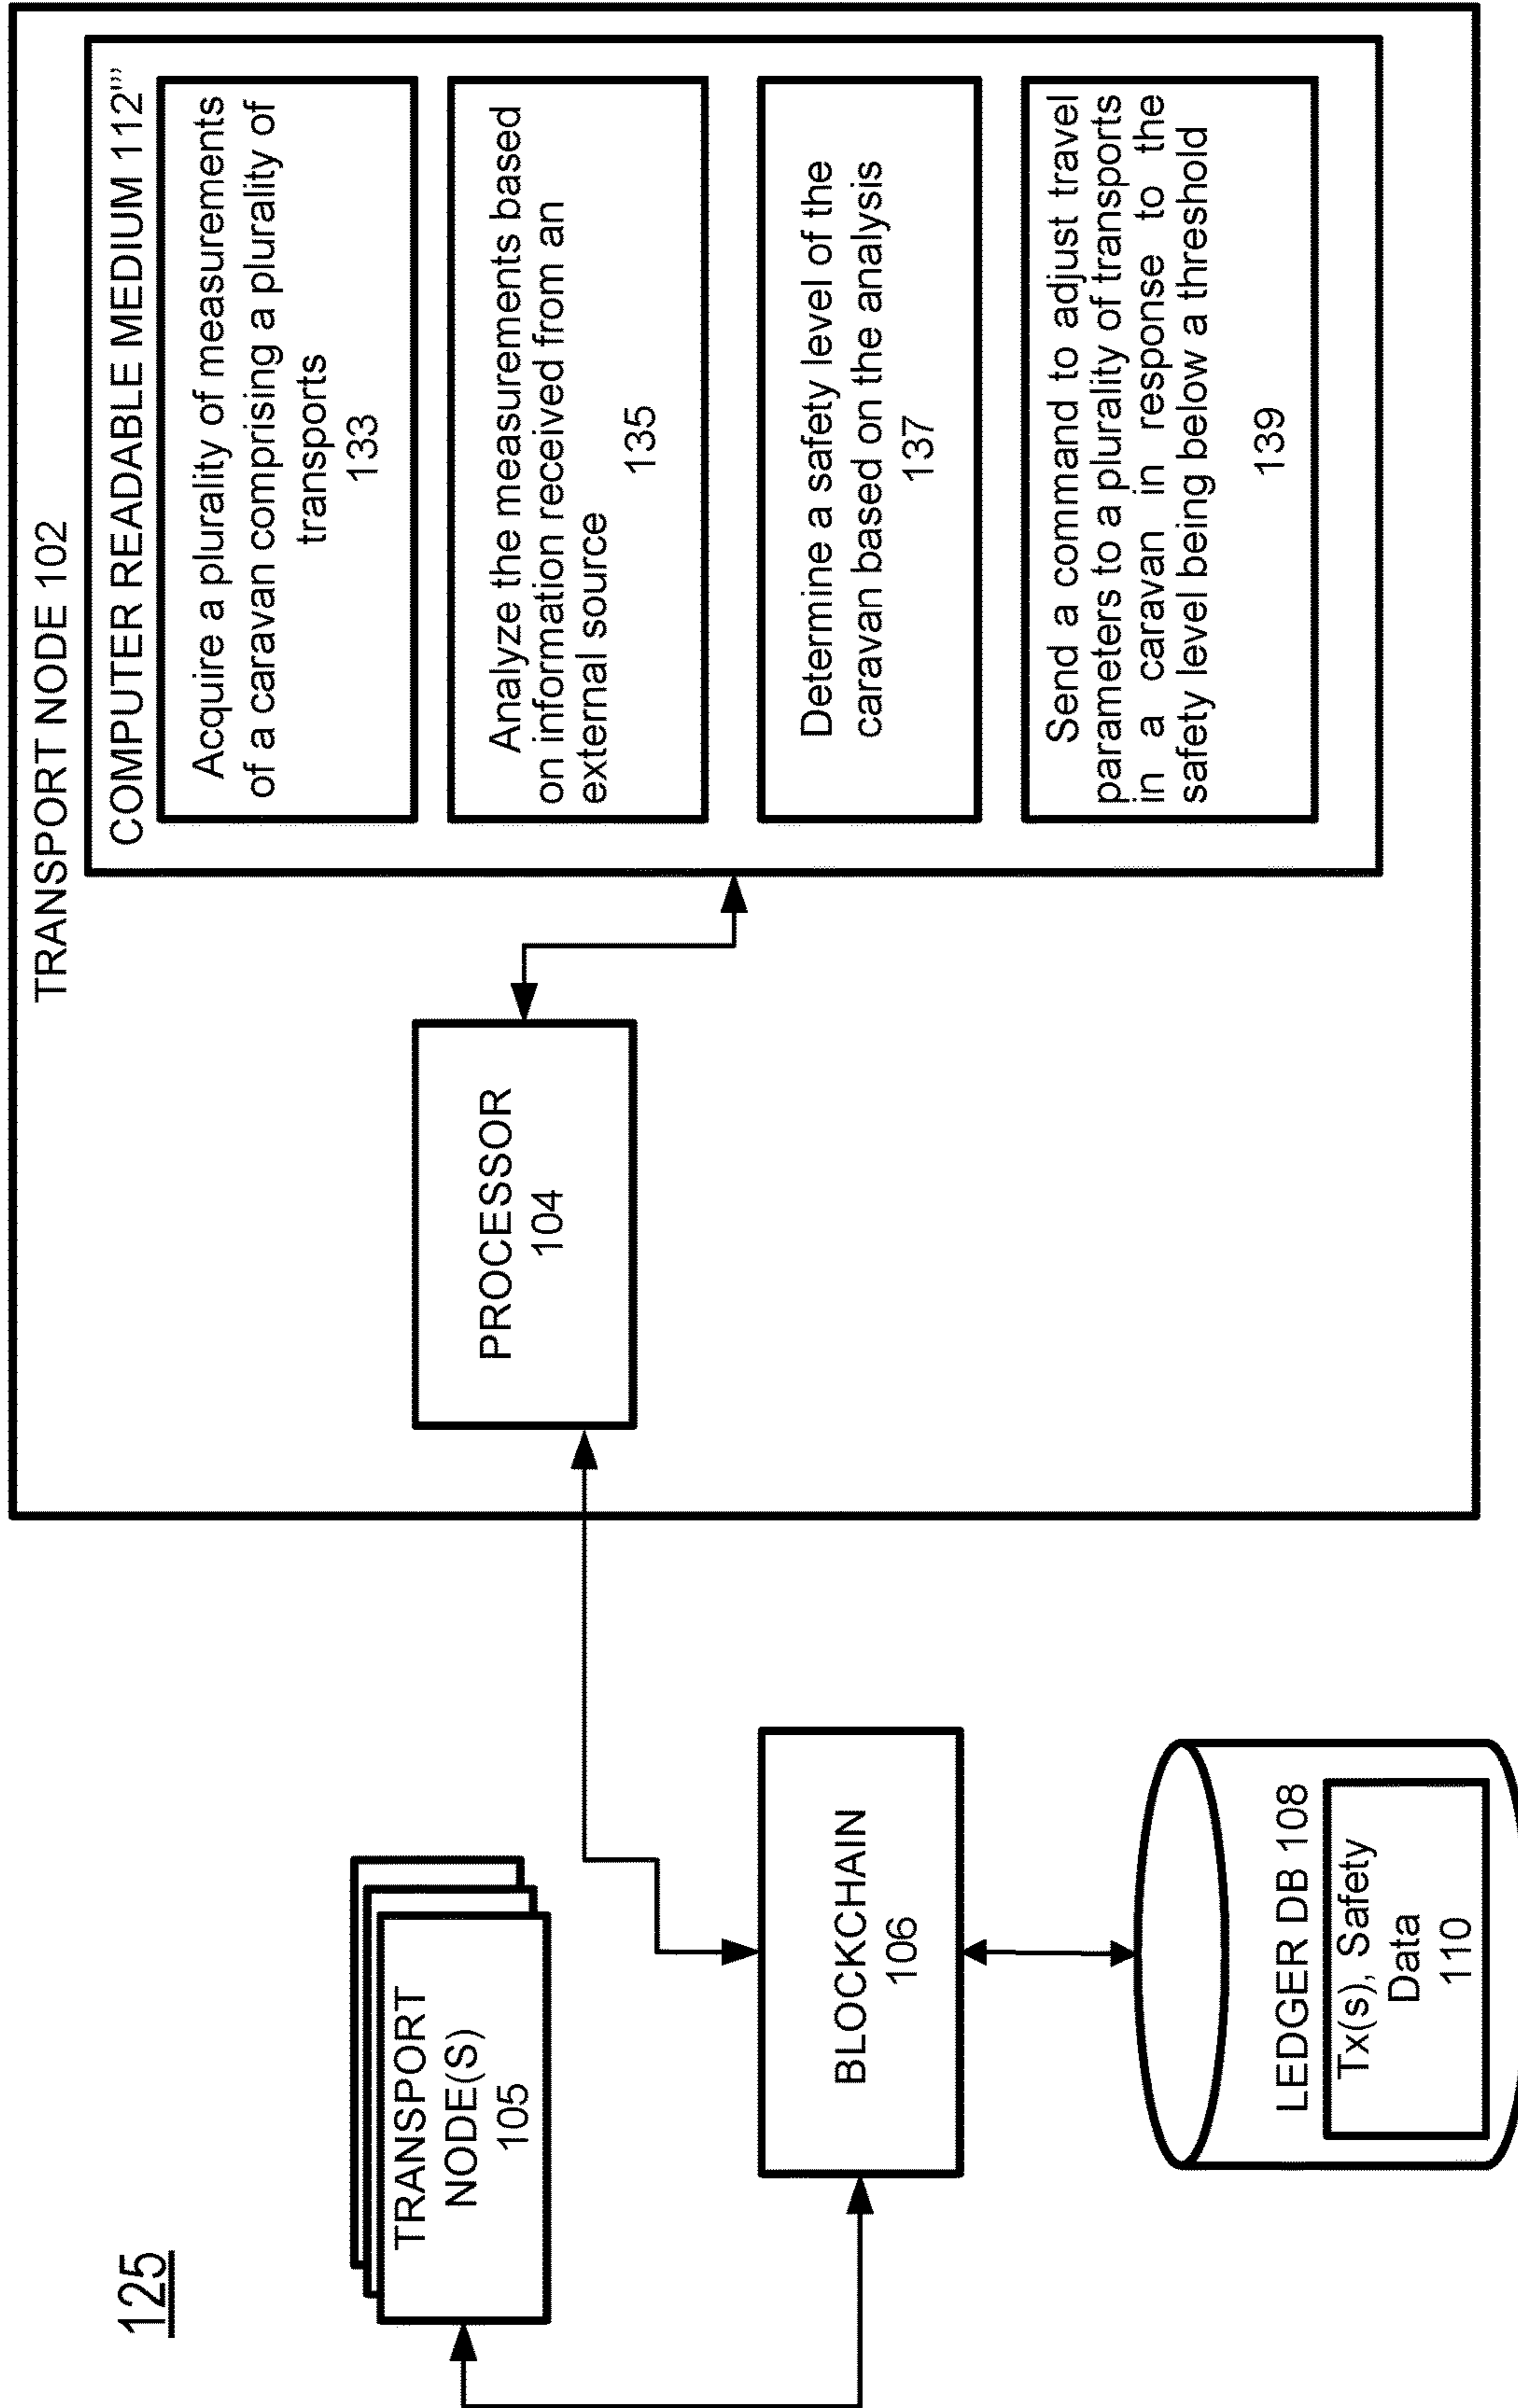 125
TRANSPORT
NODE(S)
105
BLOCKCHAIN
106
LEDGER DB 108
Tx(s), Safety
Data
110
TRANSPORT NODE 102
PROCESSOR
104
COMPUTER READABLE MEDIUM 112'''
Acquire a plurality of measurements
of a caravan comprising a plurality of
transports
133
Analyze the measurements based
on information received from an
external source
135
Determine a safety level of the
caravan based on the analysis
137
Send a command to adjust travel
parameters to a plurality of transports
in a caravan in response to the
safety level being below a threshold
139